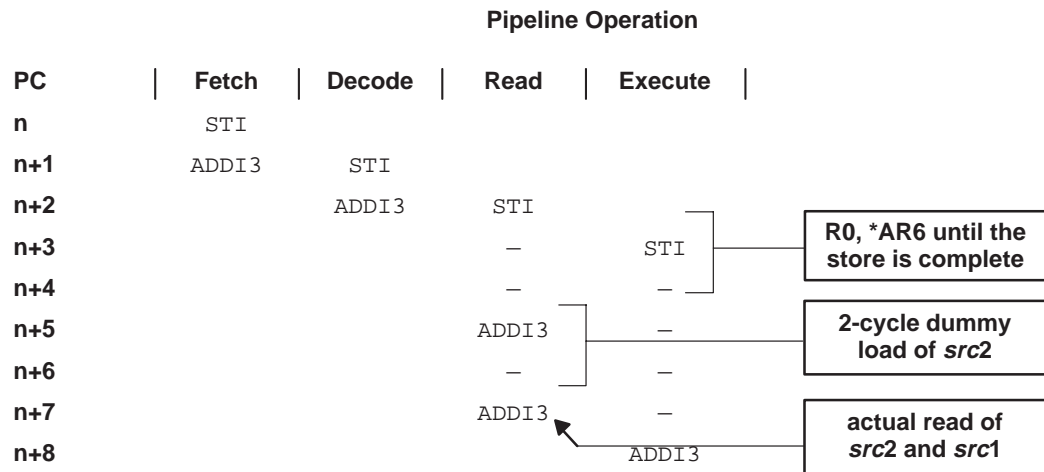 Pipeline Operation
PC | Fetch | Decode | Read | Execute |
n STI
n+1 ADDI3 STI
n+2 ADDI3 STI
n+3 – STI
n+4 – –
n+5 ADDI3 –
n+6 – –
n+7 ADDI3 –
n+8 ADDI3
R0, *AR6 until the
store is complete
2-cycle dummy
load of src2
actual read of
src2 and src1